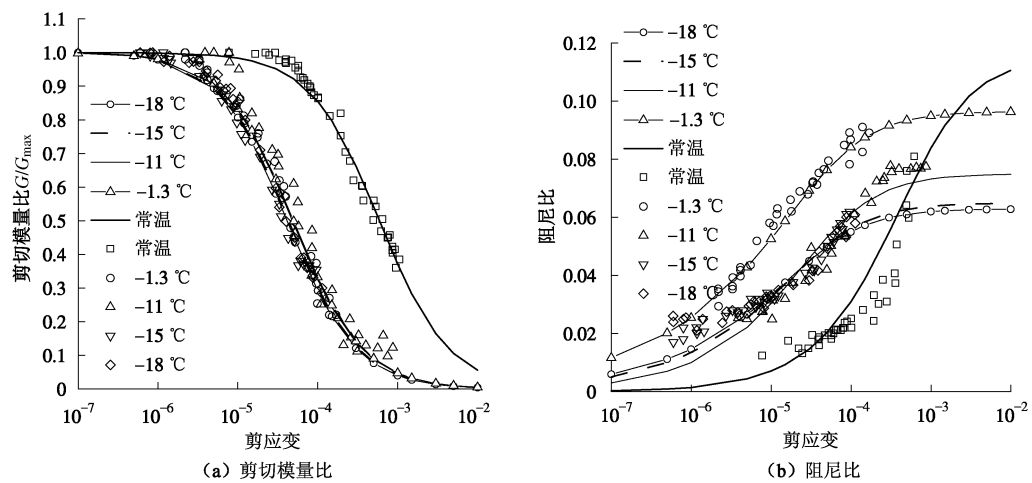 1.1
1.0
0.9
0.8
0.7
0.6
0.5
0.4
0.3
0.2
0.1
0
剪切模量比G/Gmax
−18 ℃
−15 ℃
−11 ℃
−1.3 ℃
常温
常温
−1.3 ℃
−11 ℃
−15 ℃
−18 ℃
10⁻⁷ 10⁻⁶ 10⁻⁵ 10⁻⁴ 10⁻³ 10⁻²
剪应变
（a）剪切模量比
0.12
0.10
0.08
0.06
0.04
0.02
0
阻尼比
−18 ℃
−15 ℃
−11 ℃
−1.3 ℃
常温
常温
−1.3 ℃
−11 ℃
−15 ℃
−18 ℃
10⁻⁷ 10⁻⁶ 10⁻⁵ 10⁻⁴ 10⁻³ 10⁻²
剪应变
（b）阻尼比